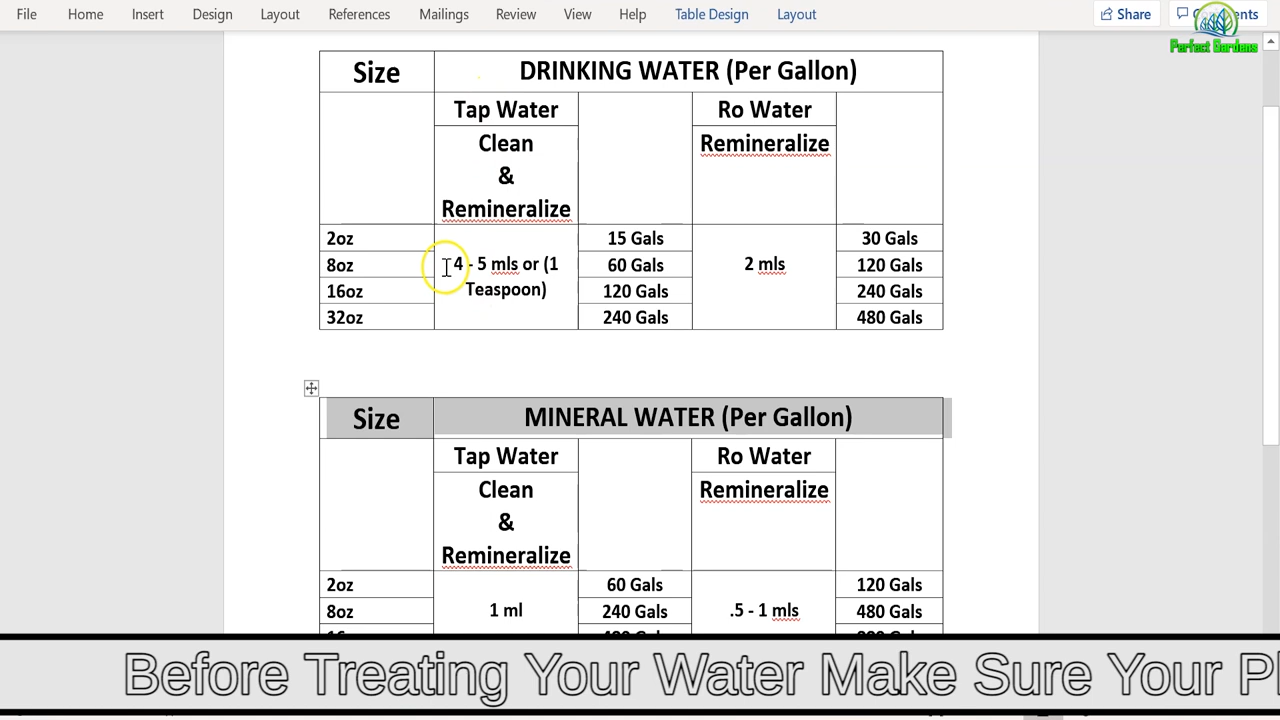 File Home Insert Design Layout References Mailings Review View Help Table Design Layout Share
Perfect Gardens
Size DRINKING WATER (Per Gallon)
Tap Water Ro Water
Clean Remineralize
&
Remineralize
2oz 15 Gals 30 Gals
8oz 4 - 5 mls or (1 60 Gals 2 mls 120 Gals
16oz Teaspoon) 120 Gals 240 Gals
32oz 240 Gals 480 Gals
Size MINERAL WATER (Per Gallon)
Tap Water Ro Water
Clean Remineralize
&
Remineralize
2oz 60 Gals 120 Gals
8oz 1 ml 240 Gals .5 - 1 mls 480 Gals
Before Treating Your Water Make Sure Your